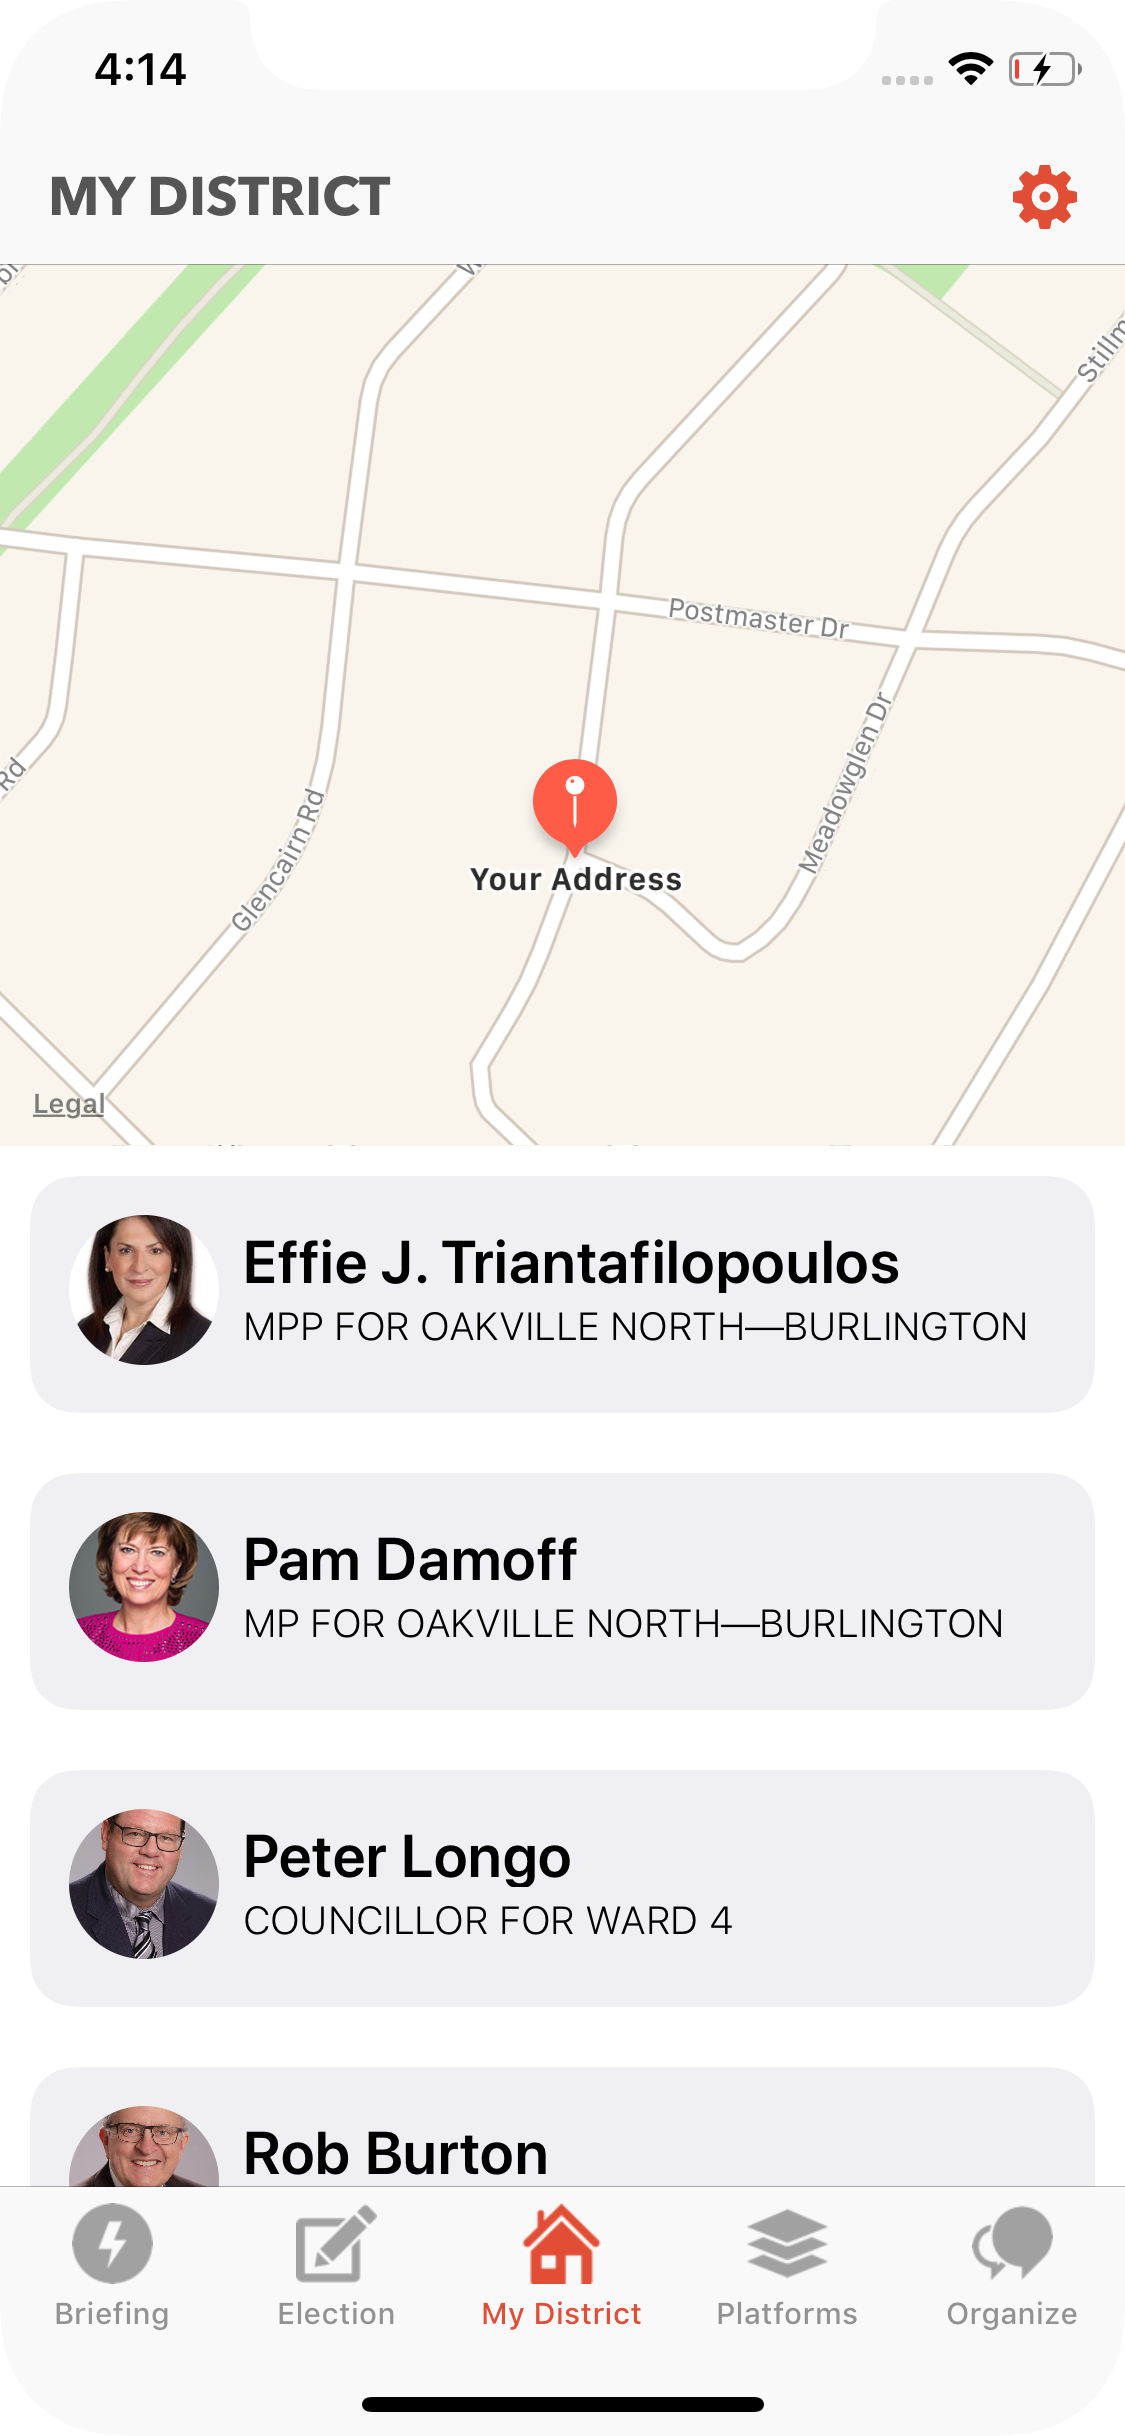 4:14
MY DISTRICT
Stillm
Postmaster Dr
Meadowglen Dr
Rd
Glencairn Rd
Your Address
Legal
Effie J. Triantafilopoulos
MPP FOR OAKVILLE NORTH—BURLINGTON
Pam Damoff
MP FOR OAKVILLE NORTH—BURLINGTON
Peter Longo
COUNCILLOR FOR WARD 4
Rob Burton
Briefing
Election
My District
Platforms
Organize